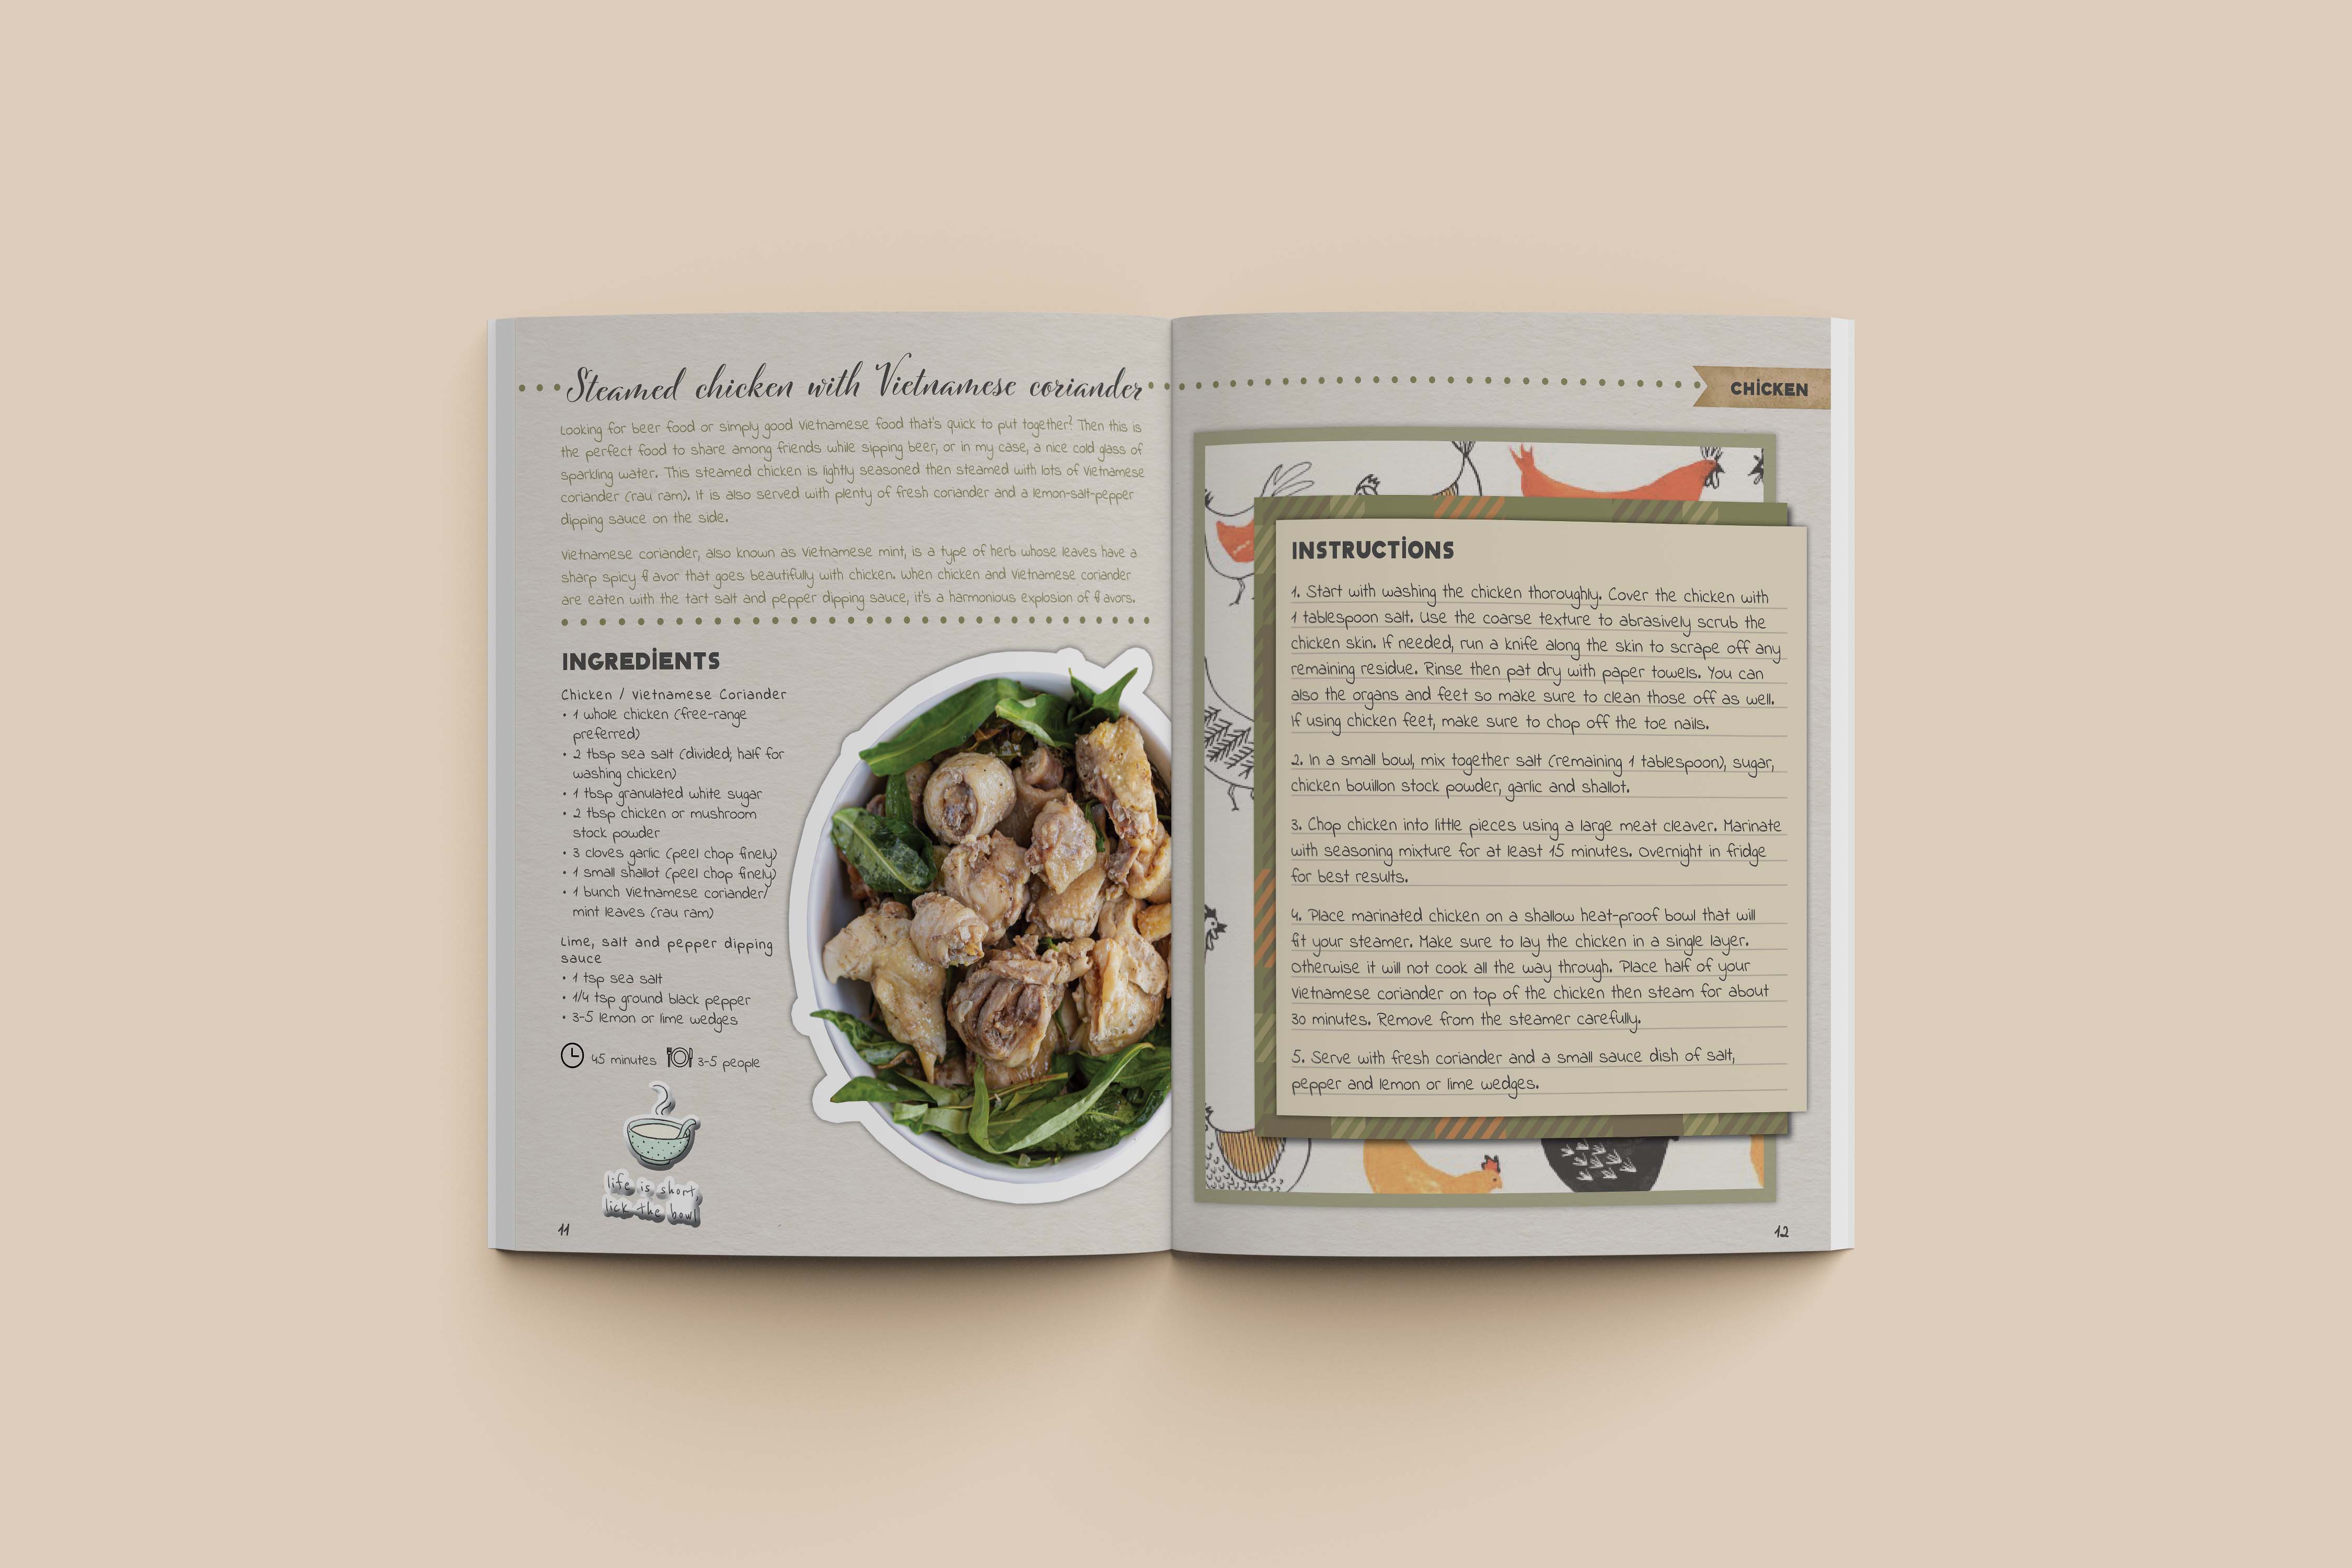 Steamed chicken with Vietnamese coriander
Looking for beer food or simply good Vietnamese food that's quick to put together? Then this is
the perfect food to share among friends while sipping beer, or in my case, a nice cold glass of
sparkling water. This steamed chicken is lightly seasoned then steamed with lots of Vietnamese
coriander (rau ram). It is also served with plenty of fresh coriander and a lemon-salt-pepper
dipping sauce on the side.
Vietnamese coriander, also known as Vietnamese mint, is a type of herb whose leaves have a
sharp spicy fl avor that goes beautifully with chicken. When chicken and Vietnamese coriander
are eaten with the tart salt and pepper dipping sauce, it's a harmonious explosion of fl avors.
INGREDIENTS
Chicken / Vietnamese Coriander
• 1 whole chicken (free-range
preferred)
• 2 tbsp sea salt (divided; half for
washing chicken)
• 1 tbsp granulated white sugar
• 2 tbsp chicken or mushroom
stock powder
• 3 cloves garlic (peel chop finely)
• 1 small shallot (peel chop finely)
• 1 bunch Vietnamese coriander/
mint leaves (rau ram)
Lime, salt and pepper dipping
sauce
• 1 tsp sea salt
• 1/4 tsp ground black pepper
• 3-5 lemon or lime wedges
45 minutes 3-5 people
life is short,
lick the bowl
11
CHICKEN
INSTRUCTIONS
1. Start with washing the chicken thoroughly. Cover the chicken with
1 tablespoon salt. Use the coarse texture to abrasively scrub the
chicken skin. If needed, run a knife along the skin to scrape off any
remaining residue. Rinse then pat dry with paper towels. You can
also the organs and feet so make sure to clean those off as well.
If using chicken feet, make sure to chop off the toe nails.
2. In a small bowl, mix together salt (remaining 1 tablespoon), sugar,
chicken bouillon stock powder, garlic and shallot.
3. Chop chicken into little pieces using a large meat cleaver. Marinate
with seasoning mixture for at least 15 minutes. Overnight in fridge
for best results.
4. Place marinated chicken on a shallow heat-proof bowl that will
fit your steamer. Make sure to lay the chicken in a single layer.
Otherwise it will not cook all the way through. Place half of your
Vietnamese coriander on top of the chicken then steam for about
30 minutes. Remove from the steamer carefully.
5. Serve with fresh coriander and a small sauce dish of salt,
pepper and lemon or lime wedges.
12